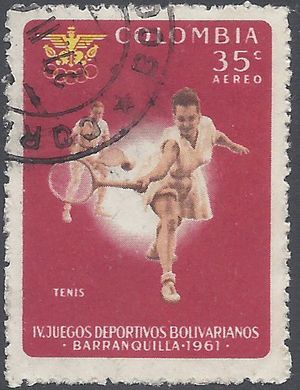 COLOMBIA
35c
AEREO
TENIS
IV. JUEGOS DEPORTIVOS BOLIVARIANOS
· BARRANQUILLA · 1961 ·